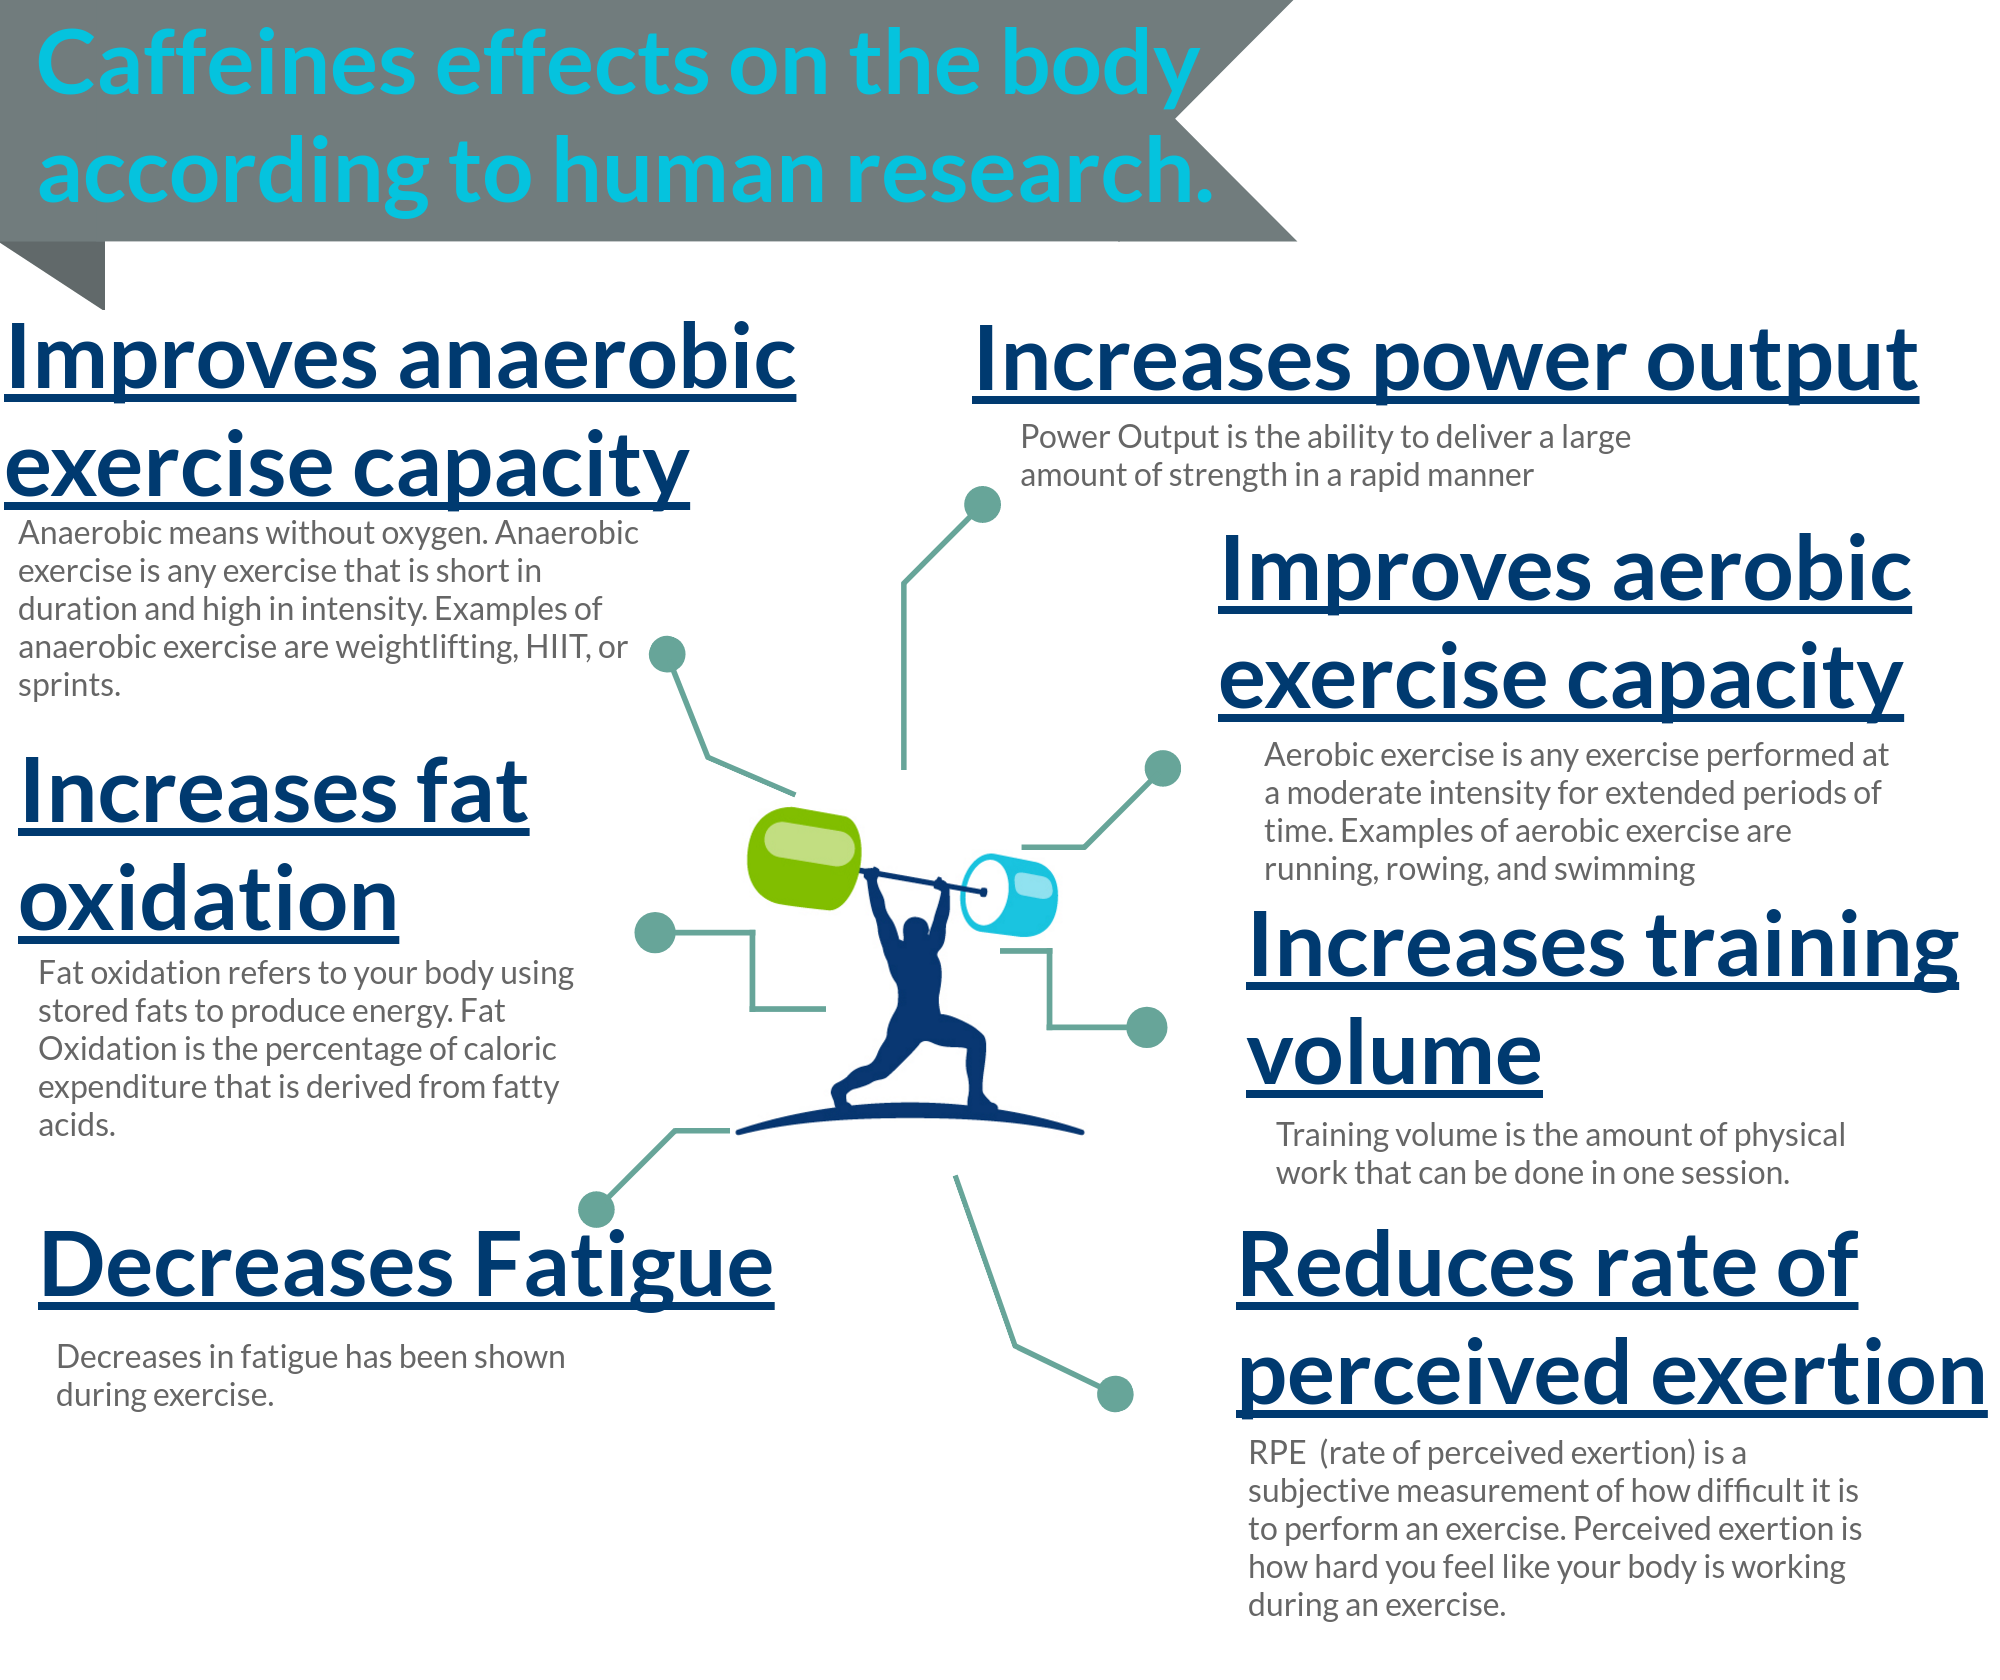 Caffeines effects on the body
according to human research.
Improves anaerobic
exercise capacity
Anaerobic means without oxygen. Anaerobic
exercise is any exercise that is short in
duration and high in intensity. Examples of
anaerobic exercise are weightlifting, HIIT, or
sprints.
Increases fat
oxidation
Fat oxidation refers to your body using
stored fats to produce energy. Fat
Oxidation is the percentage of caloric
expenditure that is derived from fatty
acids.
Decreases Fatigue
Decreases in fatigue has been shown
during exercise.
Increases power output
Power Output is the ability to deliver a large
amount of strength in a rapid manner
Improves aerobic
exercise capacity
Aerobic exercise is any exercise performed at
a moderate intensity for extended periods of
time. Examples of aerobic exercise are
running, rowing, and swimming
Increases training
volume
Training volume is the amount of physical
work that can be done in one session.
Reduces rate of
perceived exertion
RPE (rate of perceived exertion) is a
subjective measurement of how difficult it is
to perform an exercise. Perceived exertion is
how hard you feel like your body is working
during an exercise.